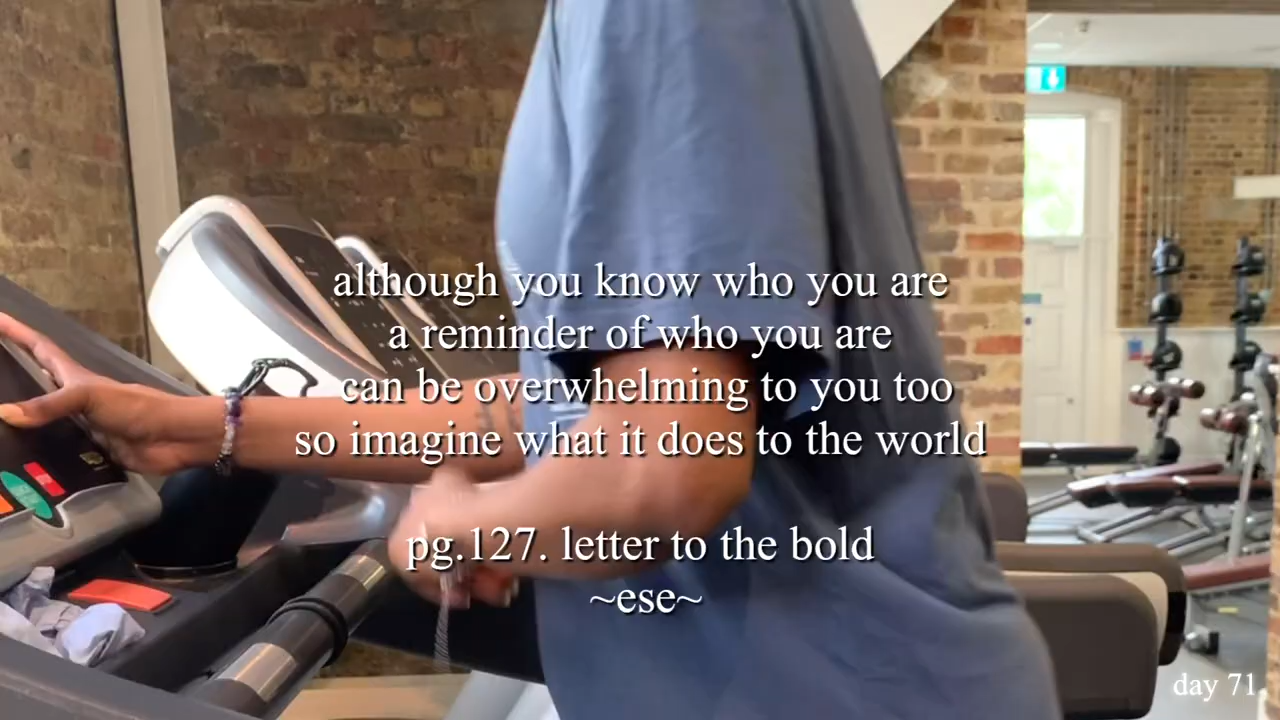 although you know who you are
a reminder of who you are
can be overwhelming to you too
so imagine what it does to the world
pg.127. letter to the bold
~ese~
day 71